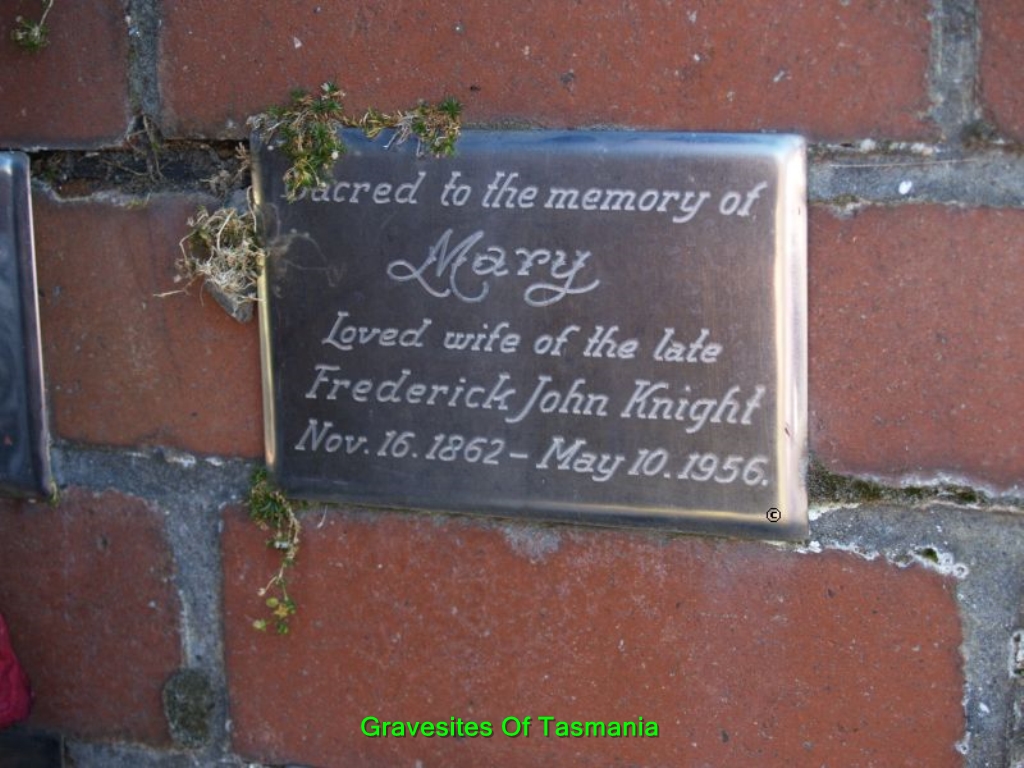 Sacred to the memory of
Mary
Loved wife of the late
Frederick John Knight
Nov. 16. 1862 – May 10. 1956.
©
Gravesites Of Tasmania